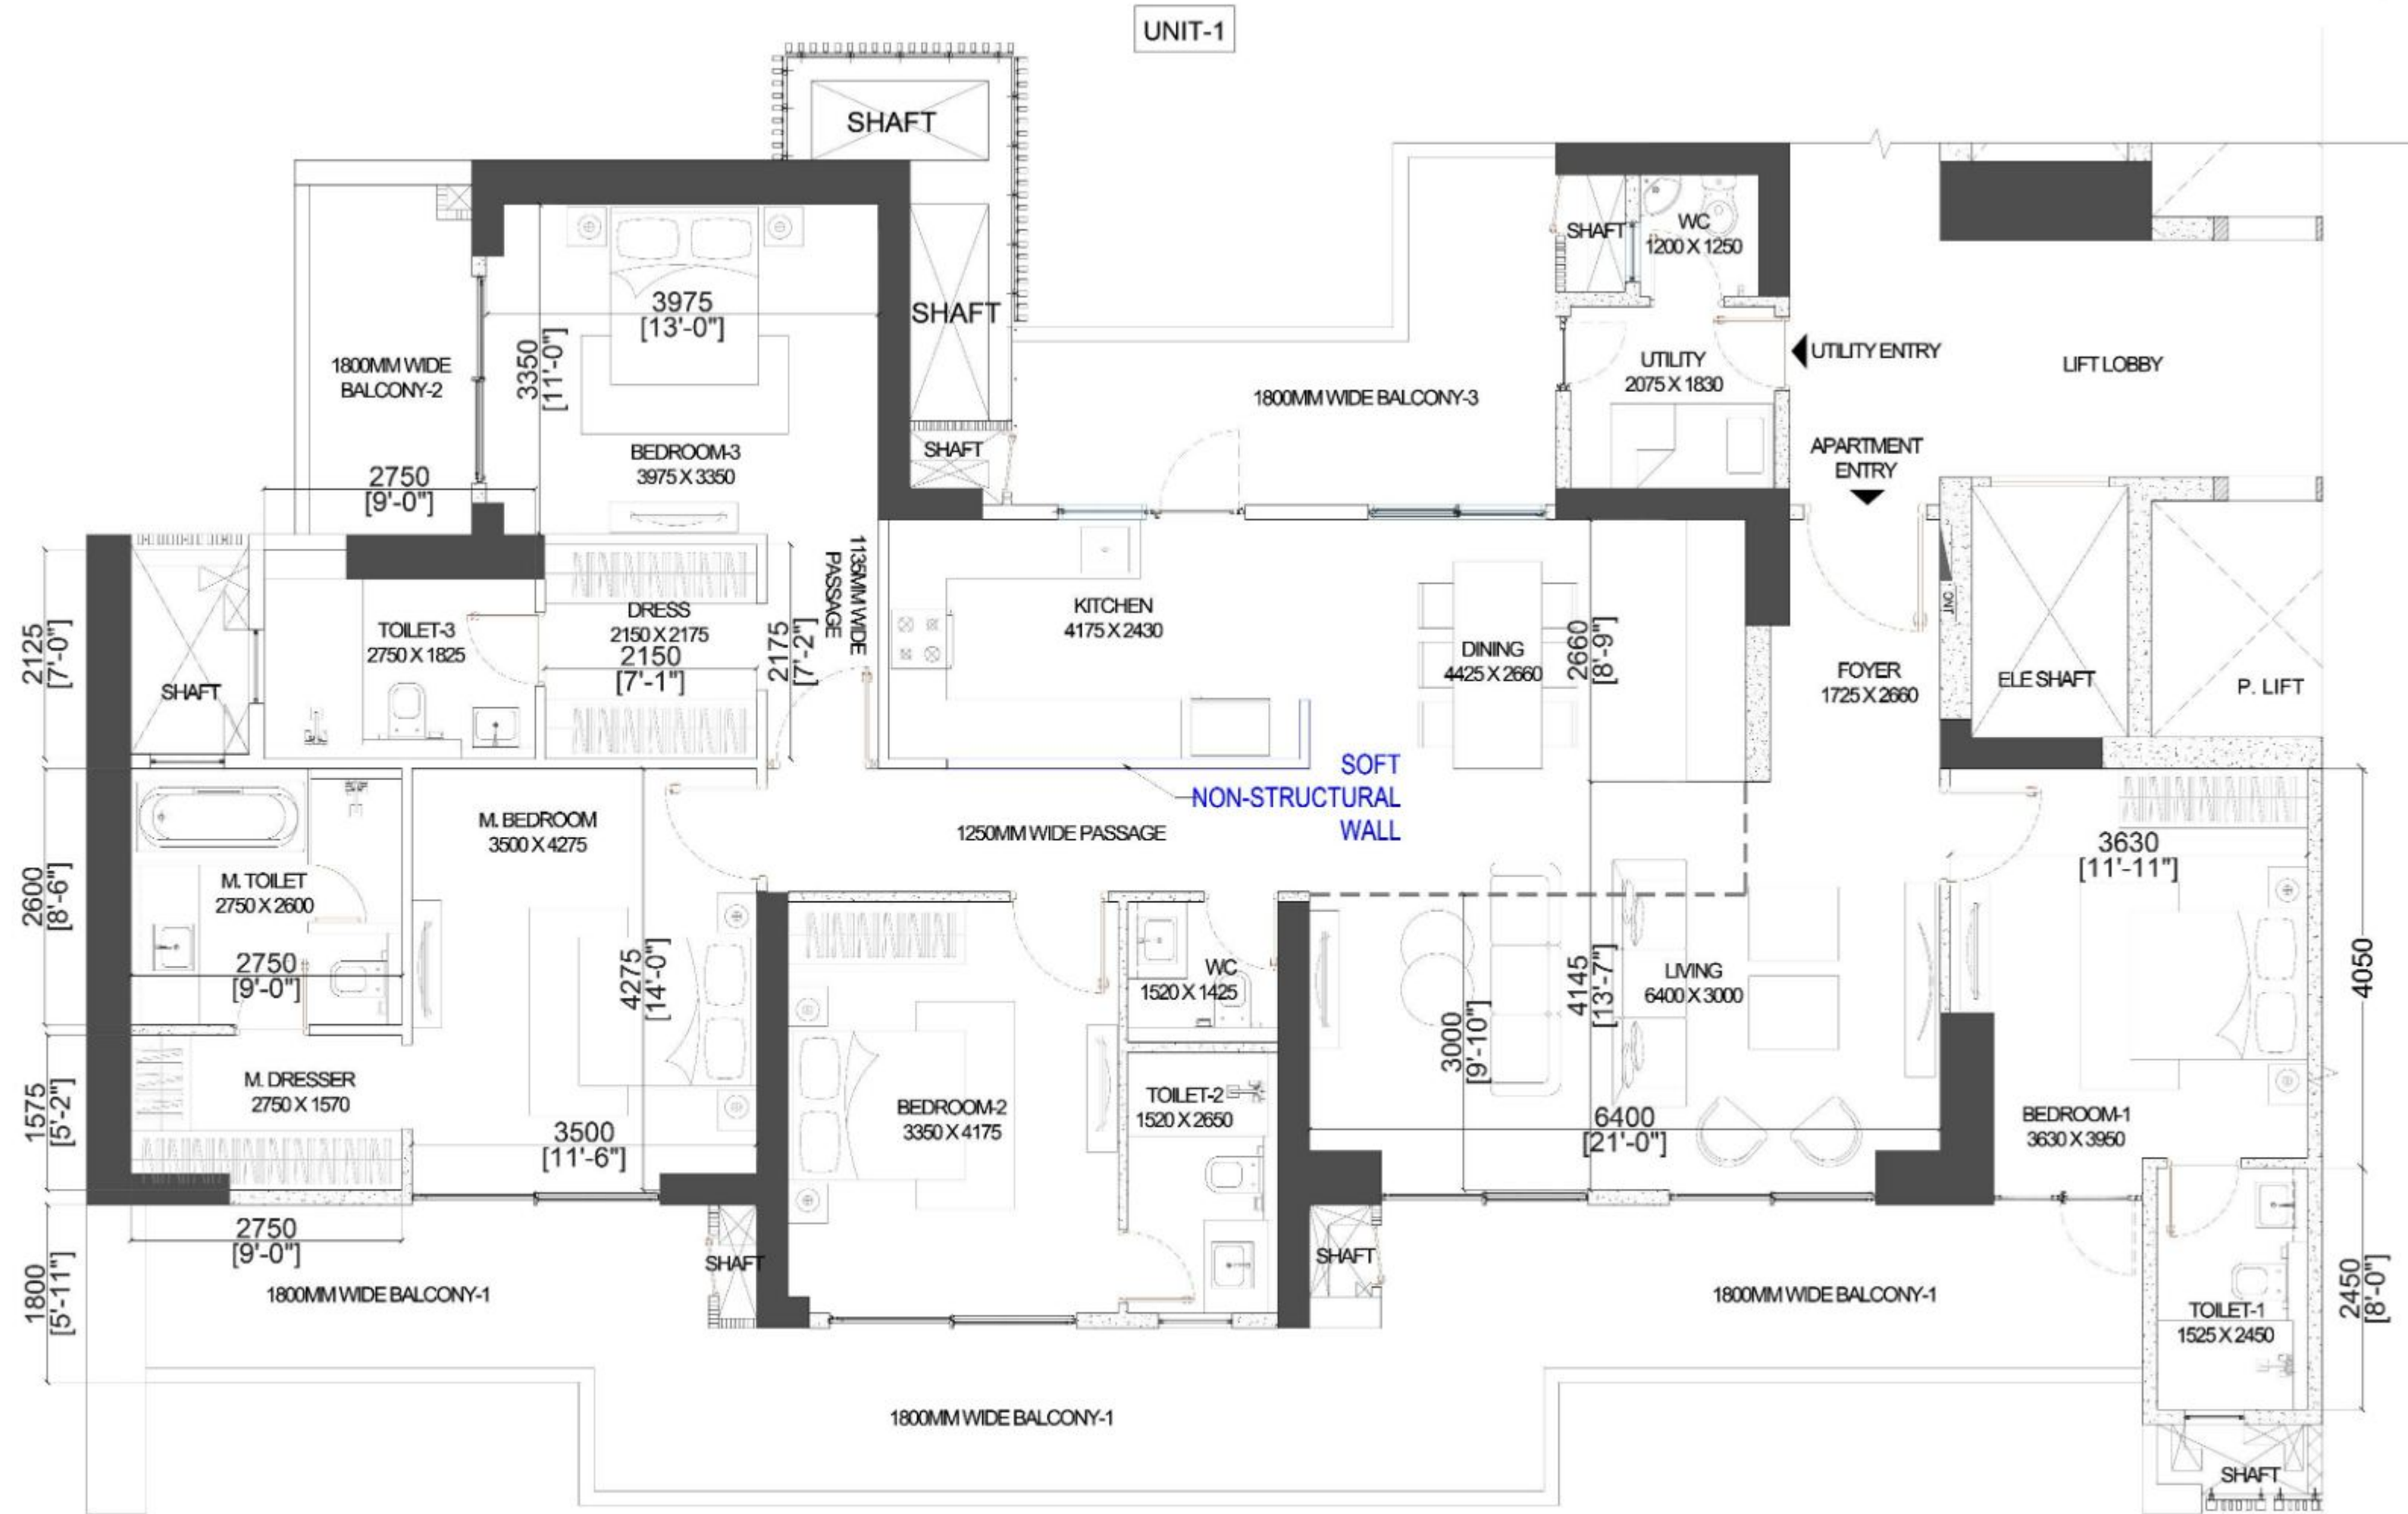 UNIT-1
SHAFT
SHAFT
SHAFT
SHAFT
WC
1200 X 1250
UTILITY
2075 X 1830
UTILITY ENTRY
LIFT LOBBY
APARTMENT
ENTRY
1800MM WIDE
BALCONY-2
2750
[9'-0"]
3975
[13'-0"]
3350
[11'-0"]
BEDROOM-3
3975 X 3350
1800MM WIDE BALCONY-3
2125
[7'-0"]
SHAFT
TOILET-3
2750 X 1825
DRESS
2150 X 2175
2150
[7'-1"]
2175
[7'-2"]
1135MM WIDE
PASSAGE
KITCHEN
4175 X 2430
DINING
4425 X 2660
2660
[8'-9"]
FOYER
1725 X 2660
ELE SHAFT
P. LIFT
SOFT
NON-STRUCTURAL
WALL
2600
[8'-6"]
M. TOILET
2750 X 2600
2750
[9'-0"]
M. BEDROOM
3500 X 4275
4275
[14'-0"]
1250MM WIDE PASSAGE
WC
1520 X 1425
LIVING
6400 X 3000
4145
[13'-7"]
3000
[9'-10"]
6400
[21'-0"]
3630
[11'-11"]
4050
1575
[5'-2"]
M. DRESSER
2750 X 1570
3500
[11'-6"]
BEDROOM-2
3350 X 4175
TOILET-2
1520 X 2650
BEDROOM-1
3630 X 3950
1800
[5'-11"]
2750
[9'-0"]
1800MM WIDE BALCONY-1
SHAFT
SHAFT
1800MM WIDE BALCONY-1
TOILET-1
1525 X 2450
2450
[8'-0"]
1800MM WIDE BALCONY-1
SHAFT